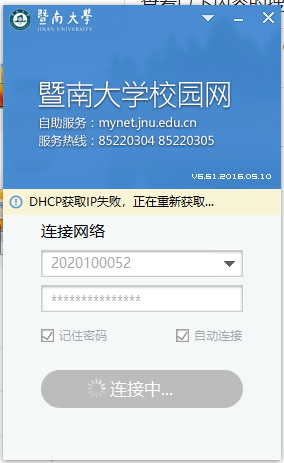 暨南大学
JINAN UNIVERSITY
暨南大学校园网
自助服务：mynet.jnu.edu.cn
服务热线：85220304 85220305
V6.61.2016.05.10
DHCP获取IP失败，正在重新获取...
连接网络
2020100052
***************
记住密码
自动连接
连接中...